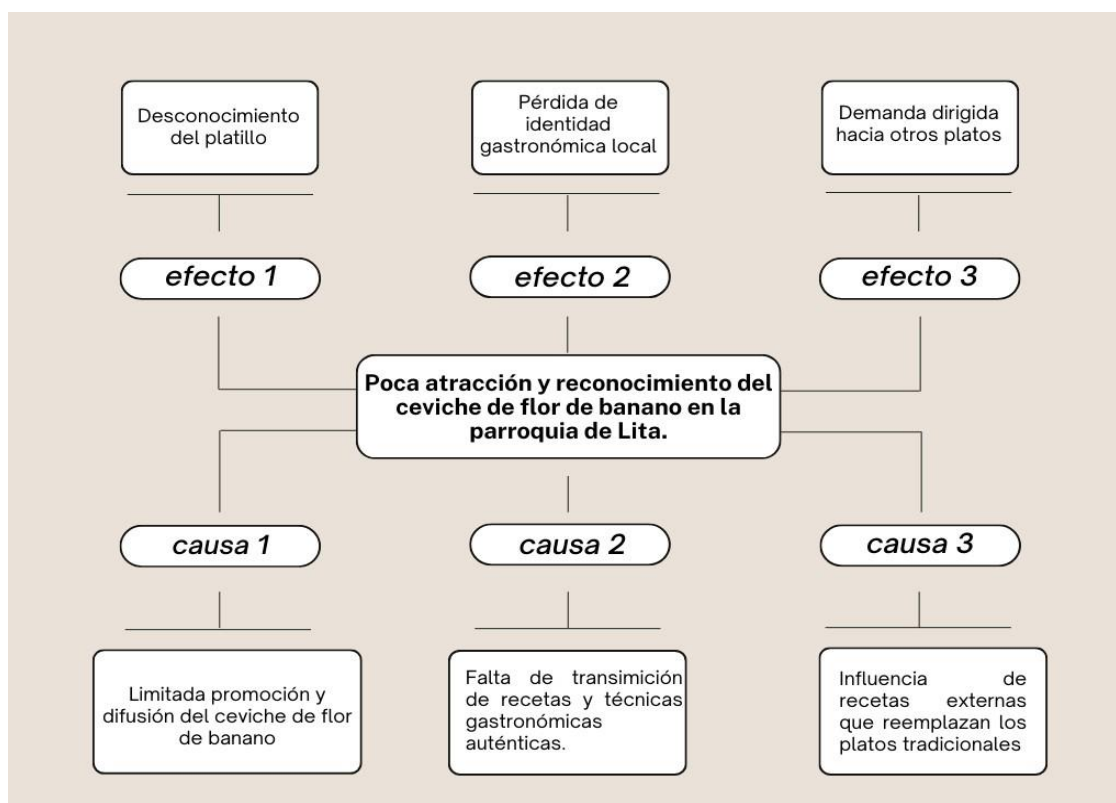 Desconocimiento
del platillo
Pérdida de
identidad
gastronómica local
Demanda dirigida
hacia otros platos
efecto 1
efecto 2
efecto 3
Poca atracción y reconocimiento del
ceviche de flor de banano en la
parroquia de Lita.
causa 1
causa 2
causa 3
Limitada promoción y
difusión del ceviche de flor
de banano
Falta de transimición
de recetas y técnicas
gastronómicas
auténticas.
Influencia de
recetas externas
que reemplazan los
platos tradicionales